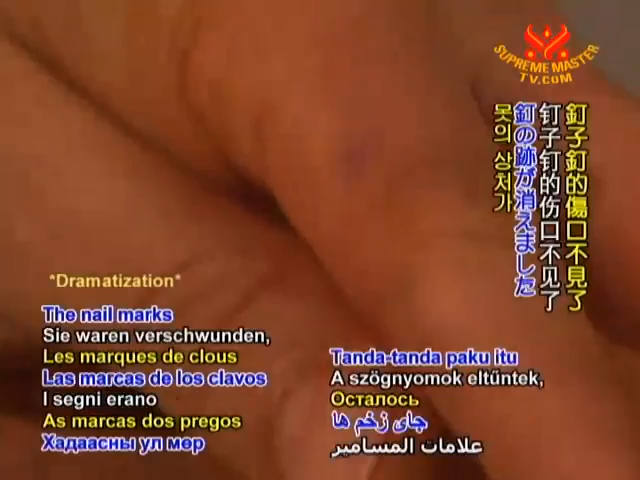 SUPREME MASTER
TV.COM
釘子釘的傷口不見了
钉子钉的伤口不见了
釘の跡が消えました
못의 상처가
*Dramatization*
The nail marks
Sie waren verschwunden,
Les marques de clous
Las marcas de los clavos
I segni erano
As marcas dos pregos
Хадаасны ул мөр
Tanda-tanda paku itu
A szögnyomok eltűntek,
Осталось
جای زخم ها
علامات المسامير